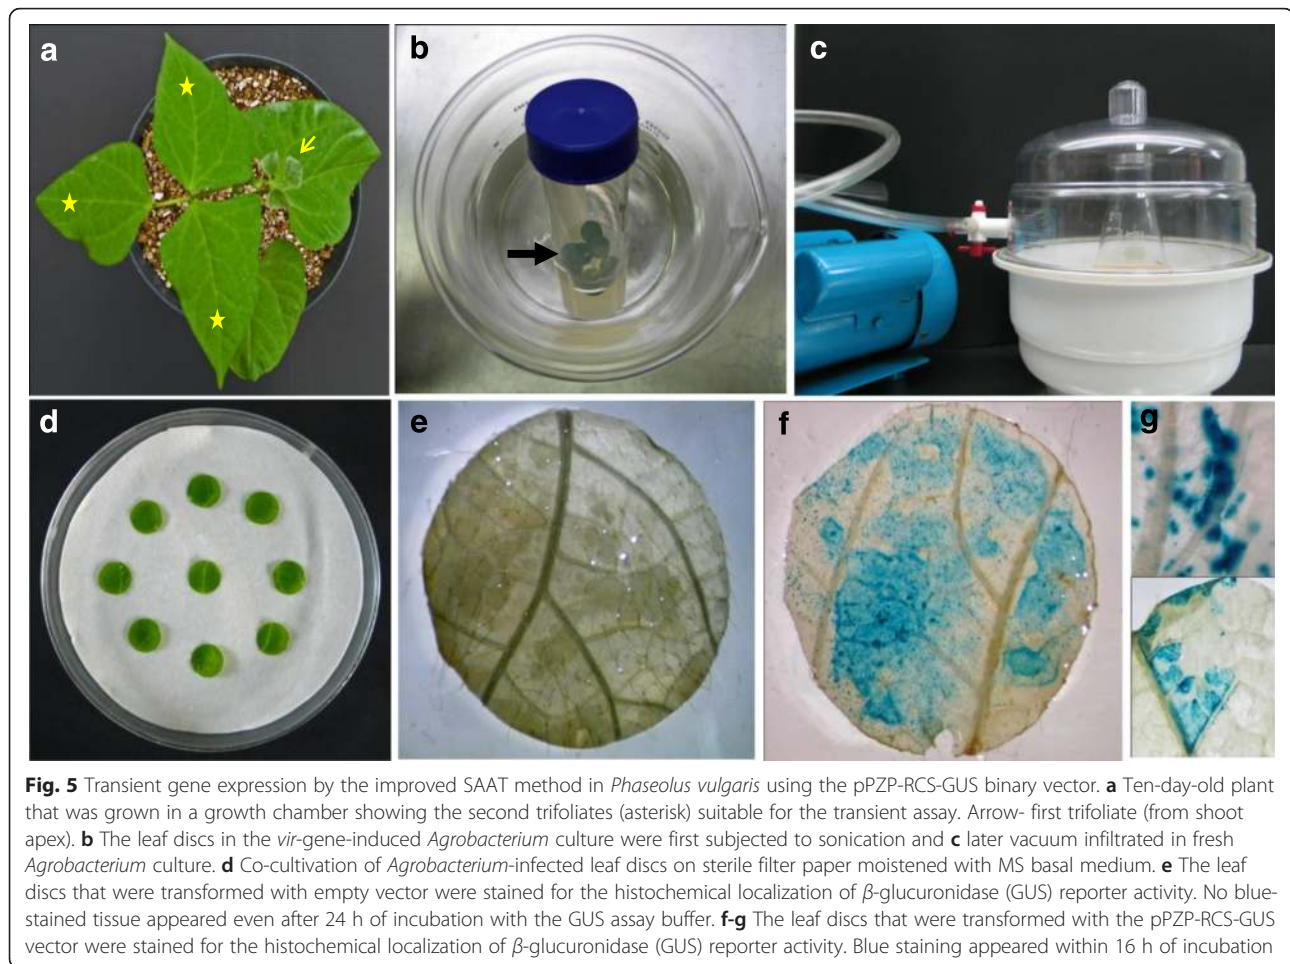 a
b
c
d
e
f
g
Fig. 5 Transient gene expression by the improved SAAT method in Phaseolus vulgaris using the pPZP-RCS-GUS binary vector. a Ten-day-old plant
that was grown in a growth chamber showing the second trifoliates (asterisk) suitable for the transient assay. Arrow- first trifoliate (from shoot
apex). b The leaf discs in the vir-gene-induced Agrobacterium culture were first subjected to sonication and c later vacuum infiltrated in fresh
Agrobacterium culture. d Co-cultivation of Agrobacterium-infected leaf discs on sterile filter paper moistened with MS basal medium. e The leaf
discs that were transformed with empty vector were stained for the histochemical localization of β-glucuronidase (GUS) reporter activity. No blue-
stained tissue appeared even after 24 h of incubation with the GUS assay buffer. f-g The leaf discs that were transformed with the pPZP-RCS-GUS
vector were stained for the histochemical localization of β-glucuronidase (GUS) reporter activity. Blue staining appeared within 16 h of incubation